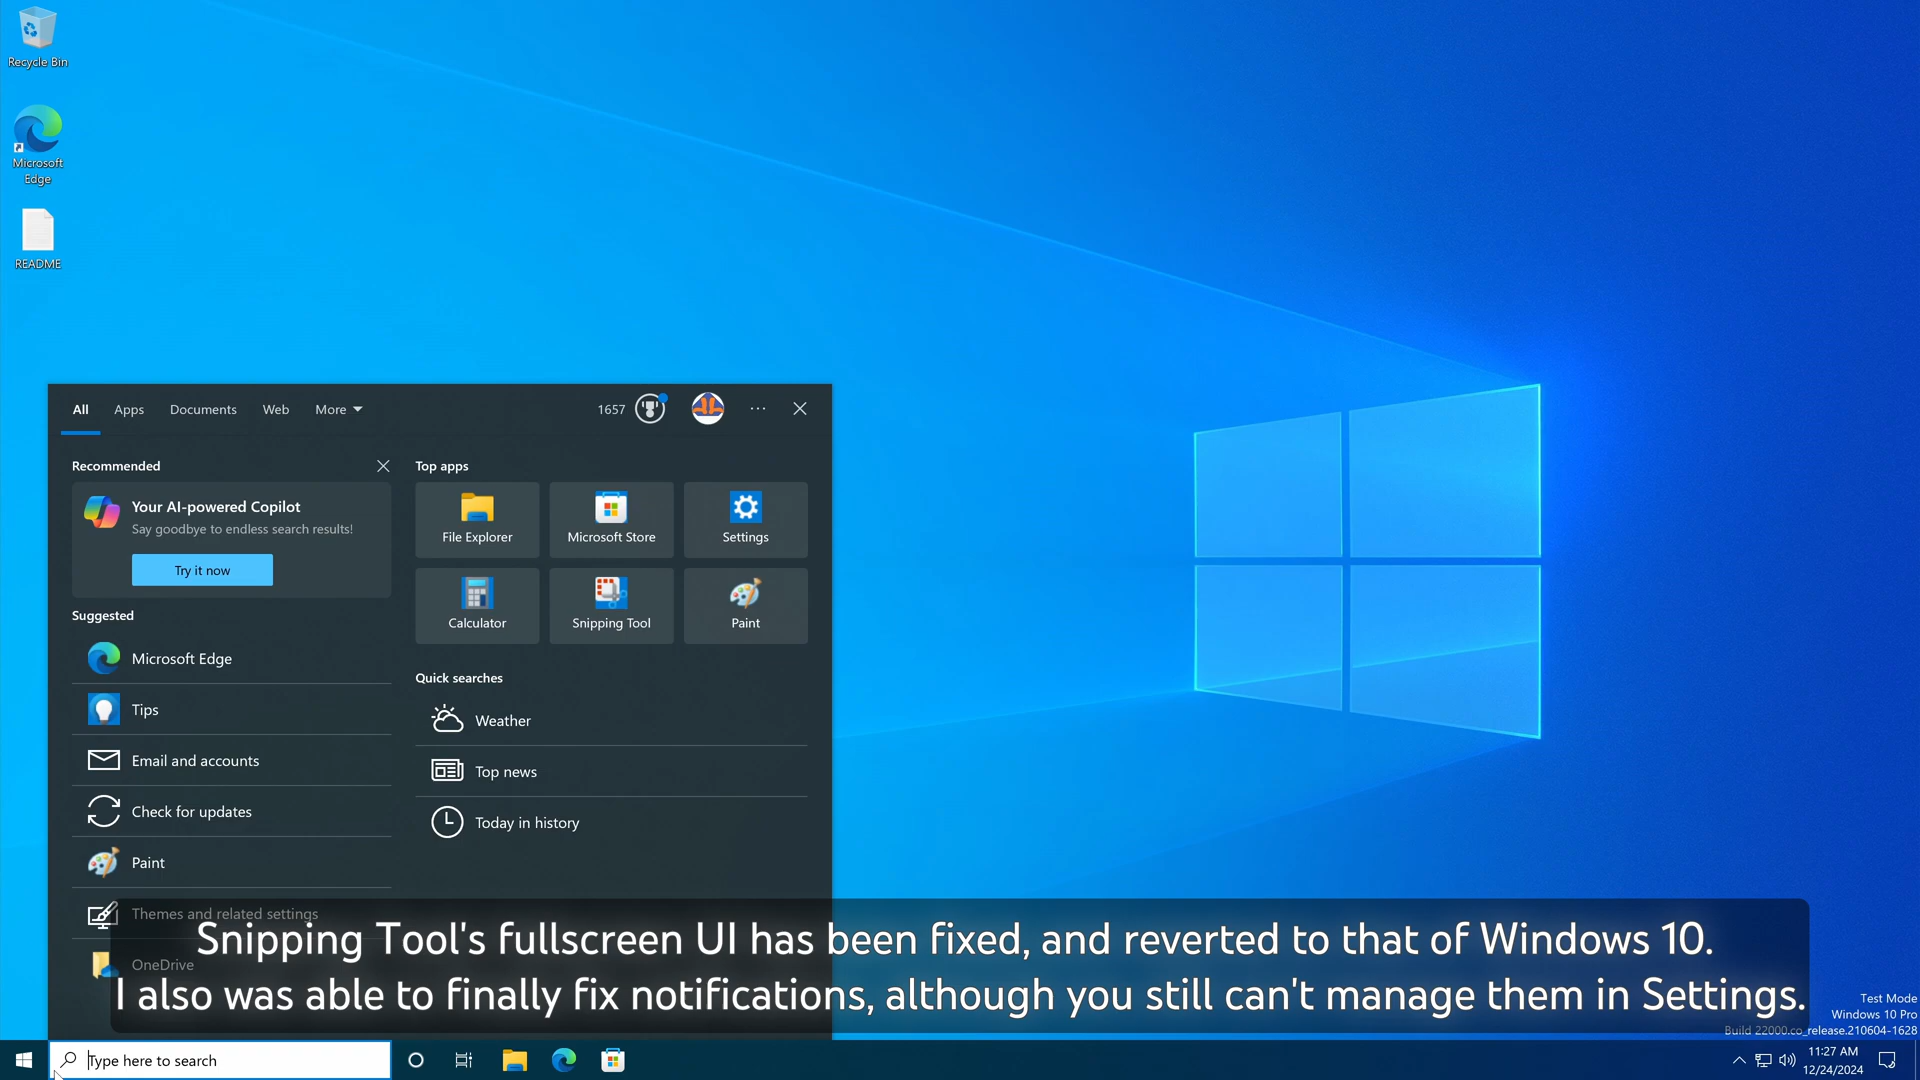 Recycle Bin
Microsoft
Edge
README
All
Apps
Documents
Web
More
1657
Recommended
Your AI-powered Copilot
Say goodbye to endless search results!
Try it now
Suggested
Microsoft Edge
Tips
Email and accounts
Check for updates
Paint
Themes and related settings
OneDrive
Top apps
File Explorer
Microsoft Store
Settings
Calculator
Snipping Tool
Paint
Quick searches
Weather
Top news
Today in history
Snipping Tool's fullscreen UI has been fixed, and reverted to that of Windows 10.
I also was able to finally fix notifications, although you still can't manage them in Settings.
Test Mode
Windows 10 Pro
Build 22000.co_release.210604-1628
Type here to search
11:27 AM
12/24/2024